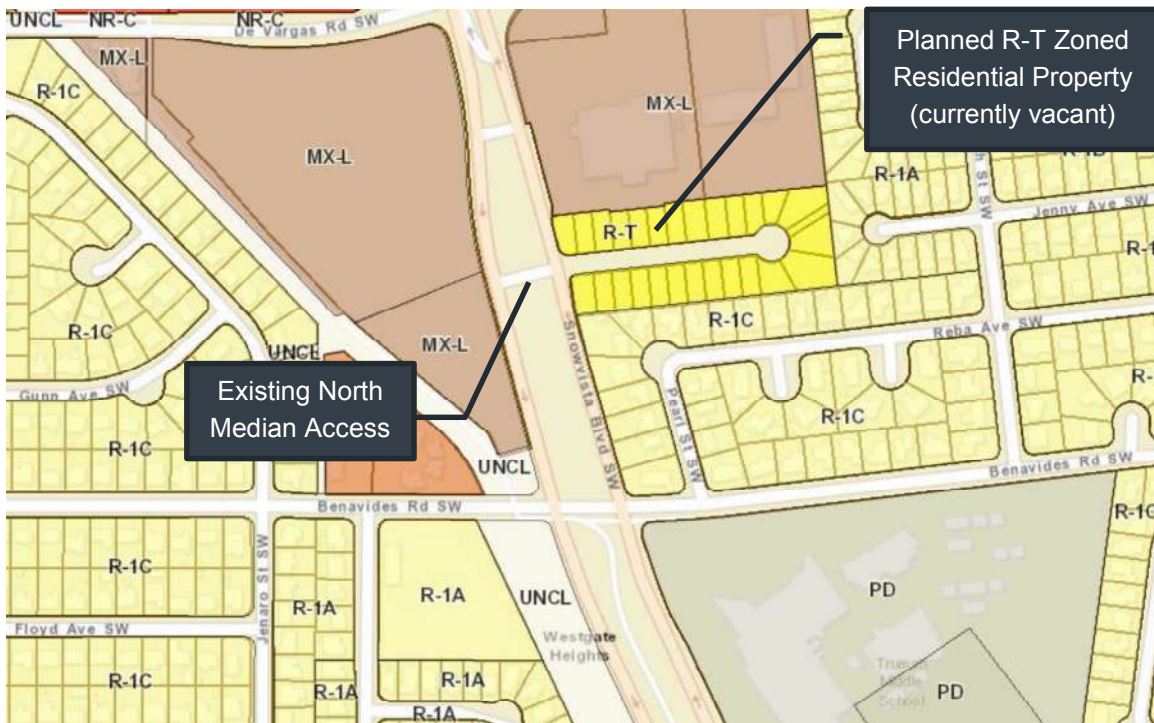 UNCL
NR-C
NR-C
De Vargas Rd SW
MX-L
R-1C
MX-L
MX-L
Planned R-T Zoned
Residential Property
(currently vacant)
R-1A
St SW
Jenny Ave SW
R-T
R-1C
R-1C
Reba Ave SW
MX-L
UNCL
Gunn Ave SW
Existing North
Median Access
Snowvista Blvd SW
Pearl St SW
R-1C
R-1C
UNCL
Benavides Rd SW
Benavides Rd SW
R-1C
R-1C
R-1A
R-1A
UNCL
PD
Jenaro St SW
Floyd Ave SW
Westgate
Heights
Truman
Middle
School
R-1C
R-1A
R-1A
R-1A
PD